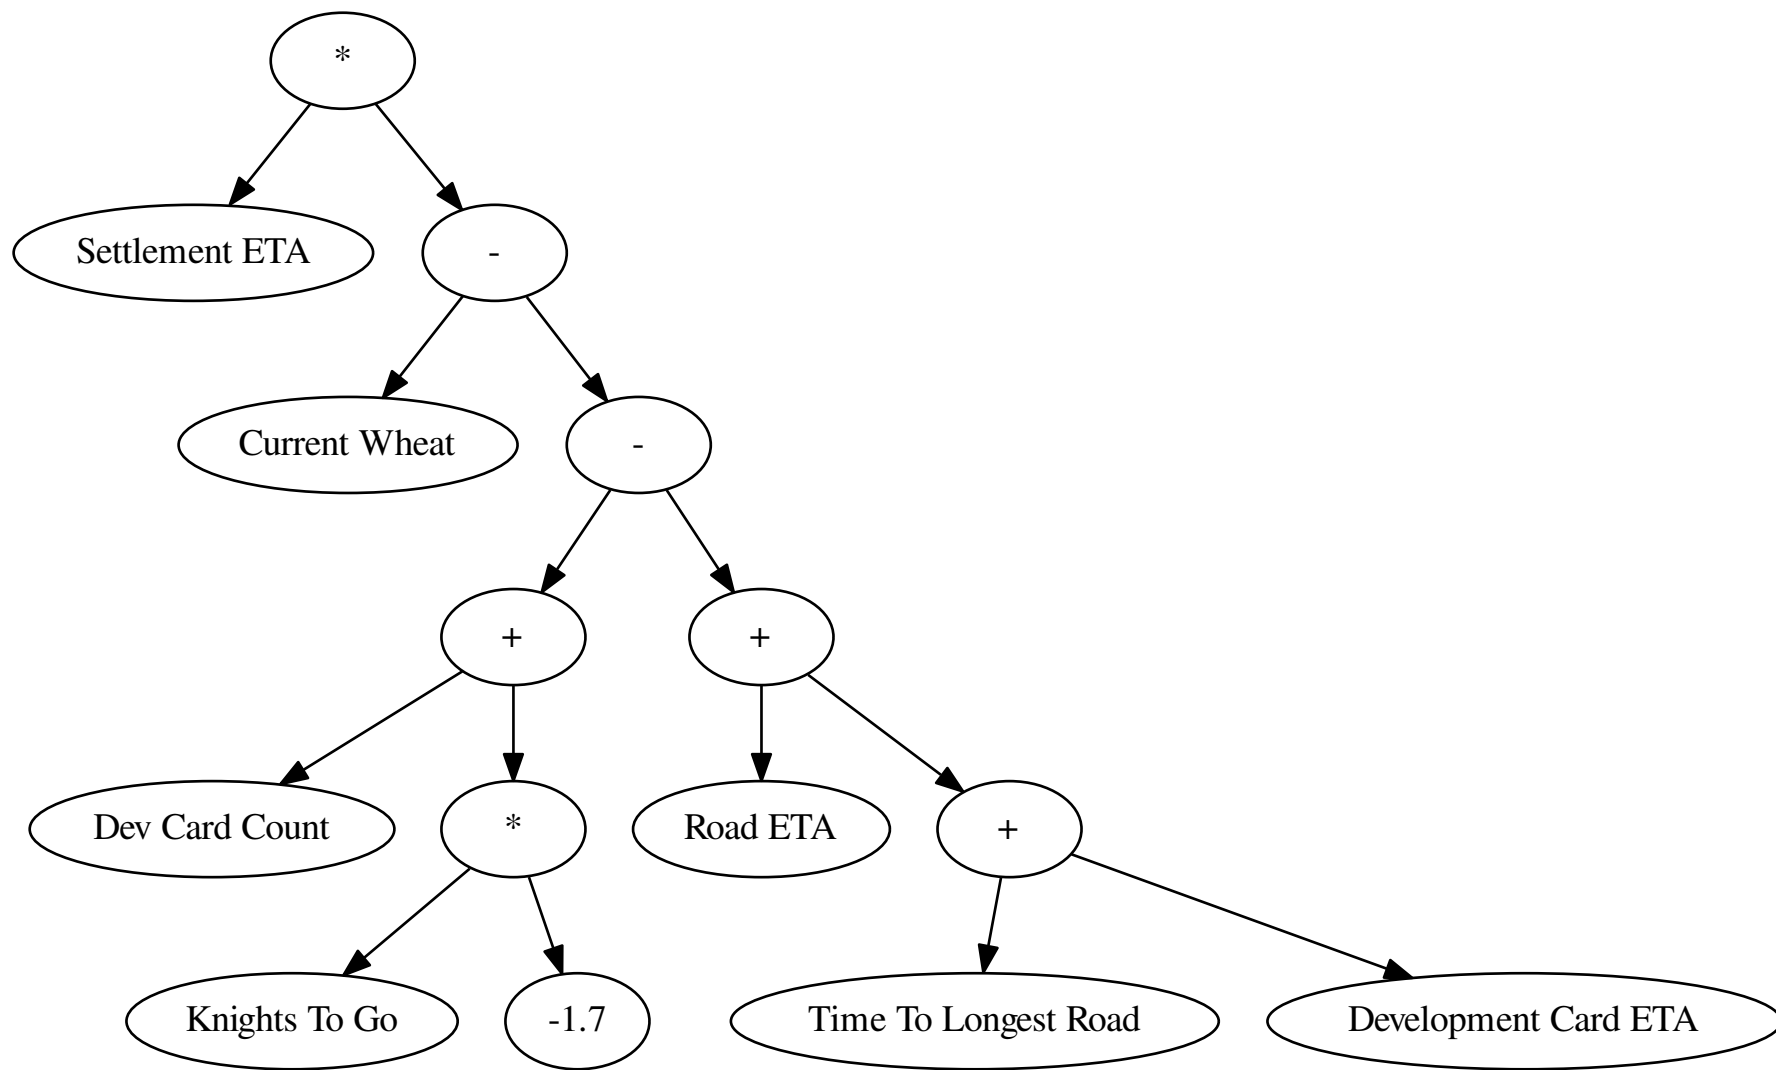 *
Settlement ETA
-
Current Wheat
-
+
+
Dev Card Count
*
Road ETA
+
Knights To Go
-1.7
Time To Longest Road
Development Card ETA